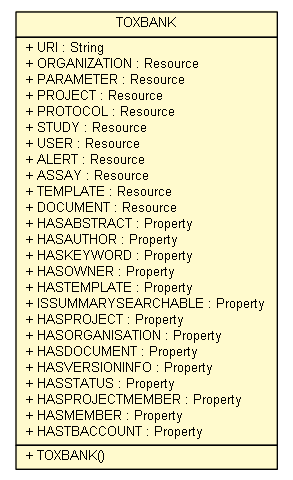 TOXBANK
+ URI : String
+ ORGANIZATION : Resource
+ PARAMETER : Resource
+ PROJECT : Resource
+ PROTOCOL : Resource
+ STUDY : Resource
+ USER : Resource
+ ALERT : Resource
+ ASSAY : Resource
+ TEMPLATE : Resource
+ DOCUMENT : Resource
+ HASABSTRACT : Property
+ HASAUTHOR : Property
+ HASKEYWORD : Property
+ HASOWNER : Property
+ HASTEMPLATE : Property
+ ISSUMMARYSEARCHABLE : Property
+ HASPROJECT : Property
+ HASORGANISATION : Property
+ HASDOCUMENT : Property
+ HASVERSIONINFO : Property
+ HASSTATUS : Property
+ HASPROJECTMEMBER : Property
+ HASMEMBER : Property
+ HASTBACCOUNT : Property
+ TOXBANK()